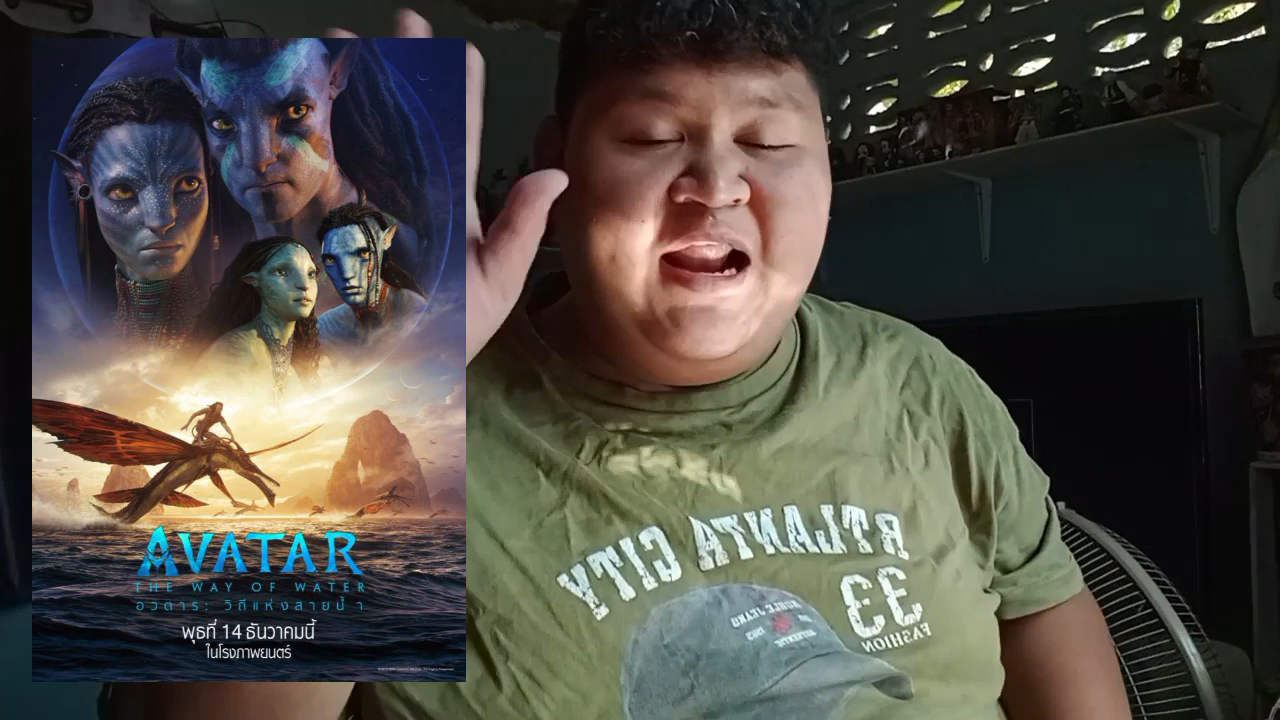 AVATAR
THE WAY OF WATER
อวตาร: วิถีแห่งสายน้ำ
พุธที่ 14 ธันวาคมนี้
ในโรงภาพยนตร์
ATLANTA CITY
33
FASHION